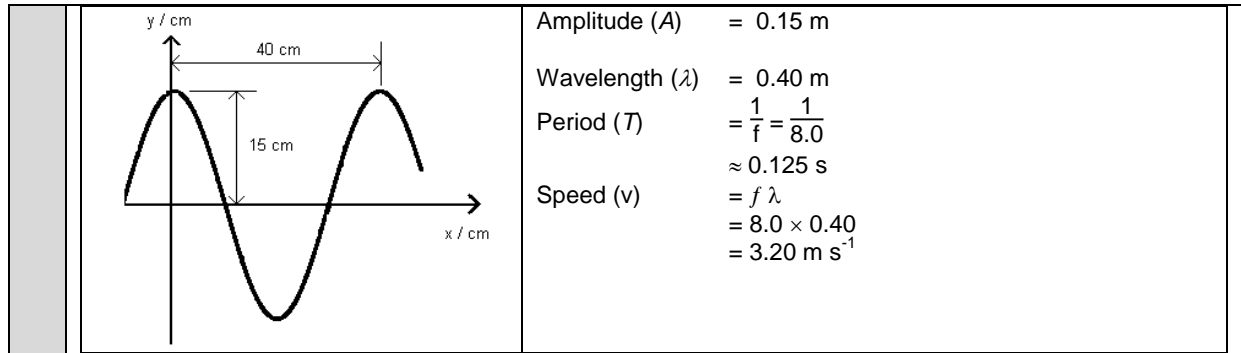 y / cm
40 cm
15 cm
x / cm
Amplitude (A) = 0.15 m
Wavelength (λ) = 0.40 m
Period (T) = 1/f = 1/8.0
≈ 0.125 s
Speed (v) = f λ
= 8.0 × 0.40
= 3.20 m s⁻¹